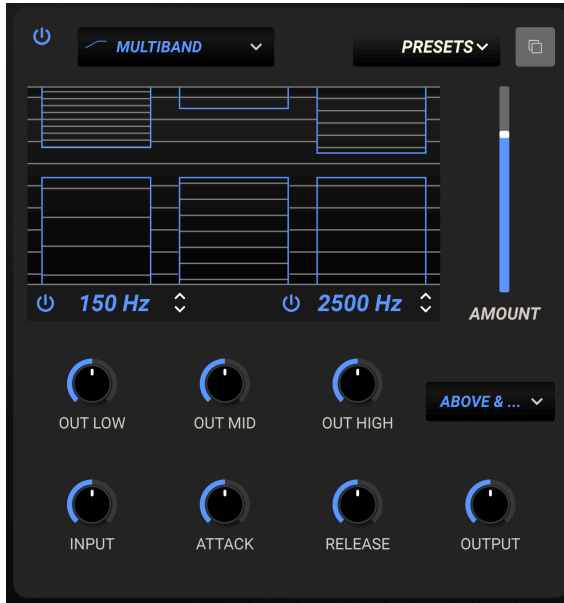 MULTIBAND
PRESETS
150 Hz
2500 Hz
AMOUNT
OUT LOW
OUT MID
OUT HIGH
ABOVE & ...
INPUT
ATTACK
RELEASE
OUTPUT